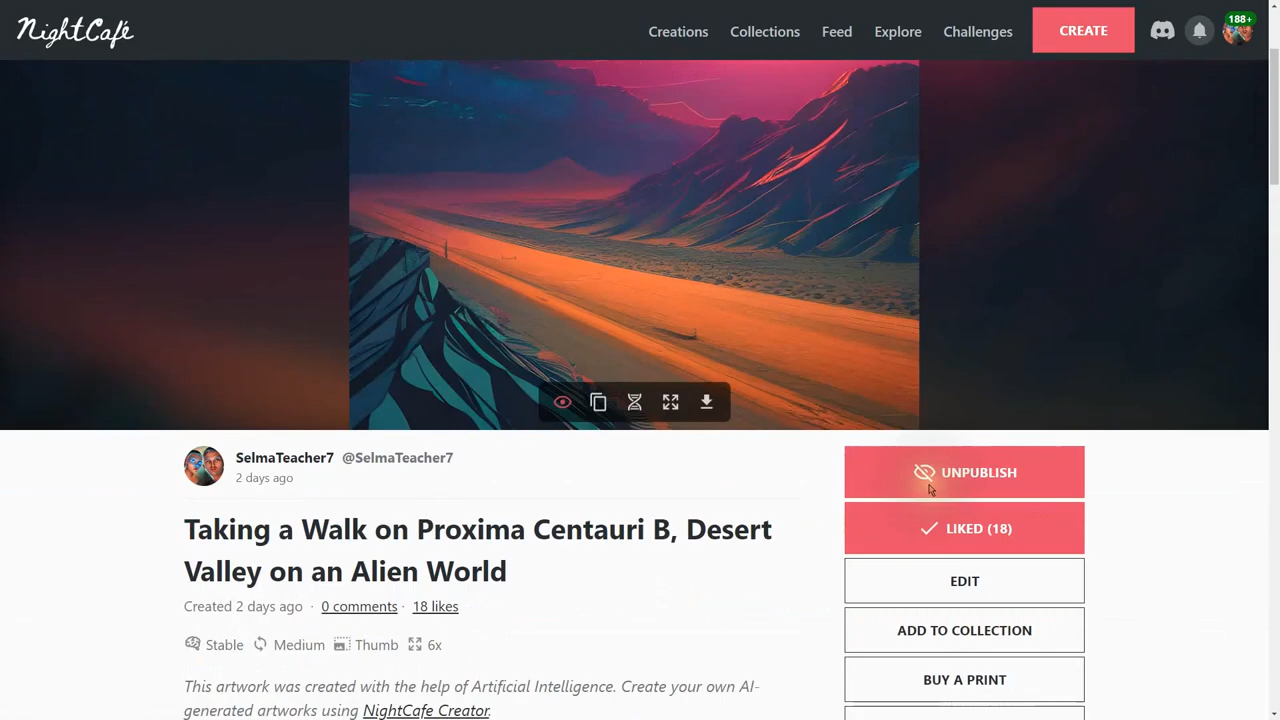 NightCafé
Creations Collections Feed Explore Challenges CREATE 188+
SelmaTeacher7 @SelmaTeacher7
2 days ago
UNPUBLISH
Taking a Walk on Proxima Centauri B, Desert
Valley on an Alien World
LIKED (18)
EDIT
Created 2 days ago · 0 comments · 18 likes
ADD TO COLLECTION
Stable Medium Thumb 6x
BUY A PRINT
This artwork was created with the help of Artificial Intelligence. Create your own AI-
generated artworks using NightCafe Creator.